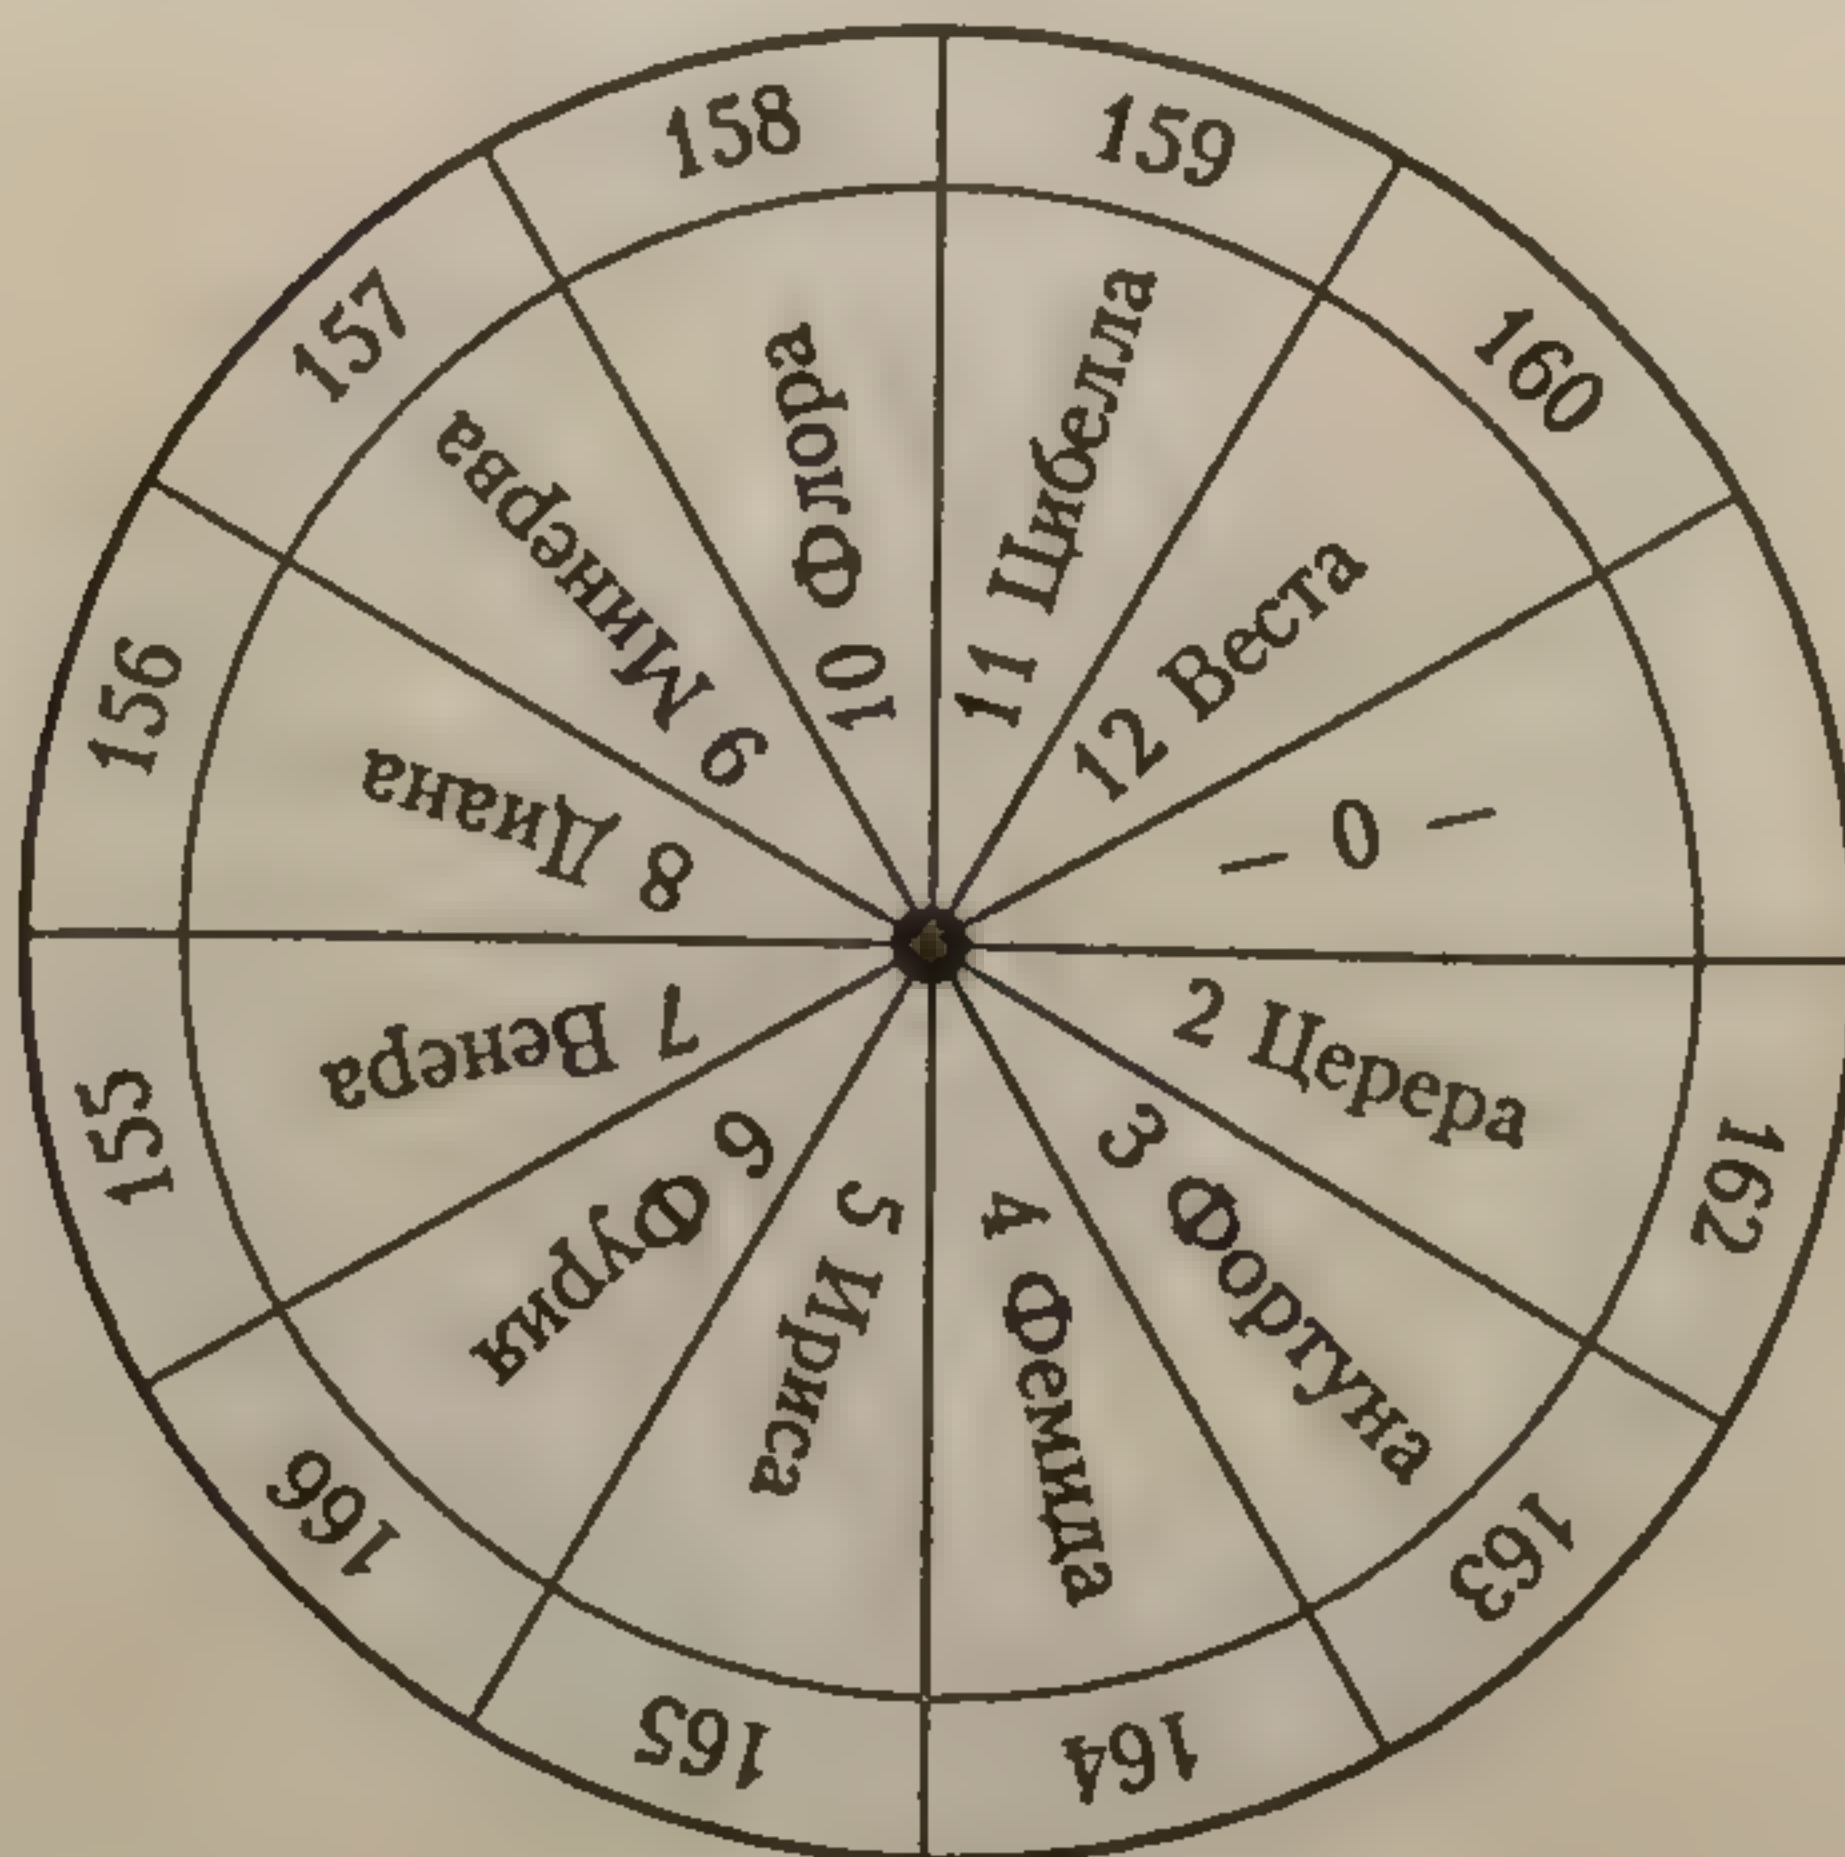 158
159
160
162
163
164
165
166
155
156
157
— 0 —
2 Церера
3 Фортуна
4 Фемида
5 Ириса
6 Фурия
7 Венера
8 Диана
9 Минерва
10 Флора
11 Цибелла
12 Веста